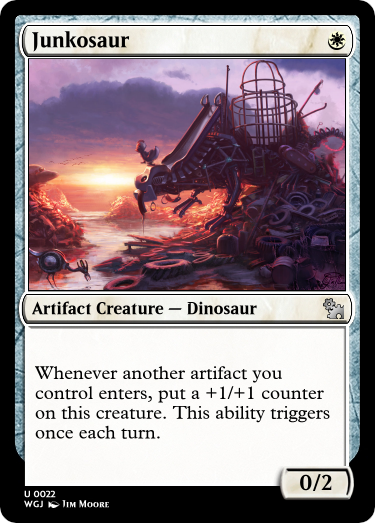 Junkosaur
Artifact Creature — Dinosaur
Whenever another artifact you
control enters, put a +1/+1 counter
on this creature. This ability triggers
once each turn.
0/2
U 0022
WGJ Jim Moore